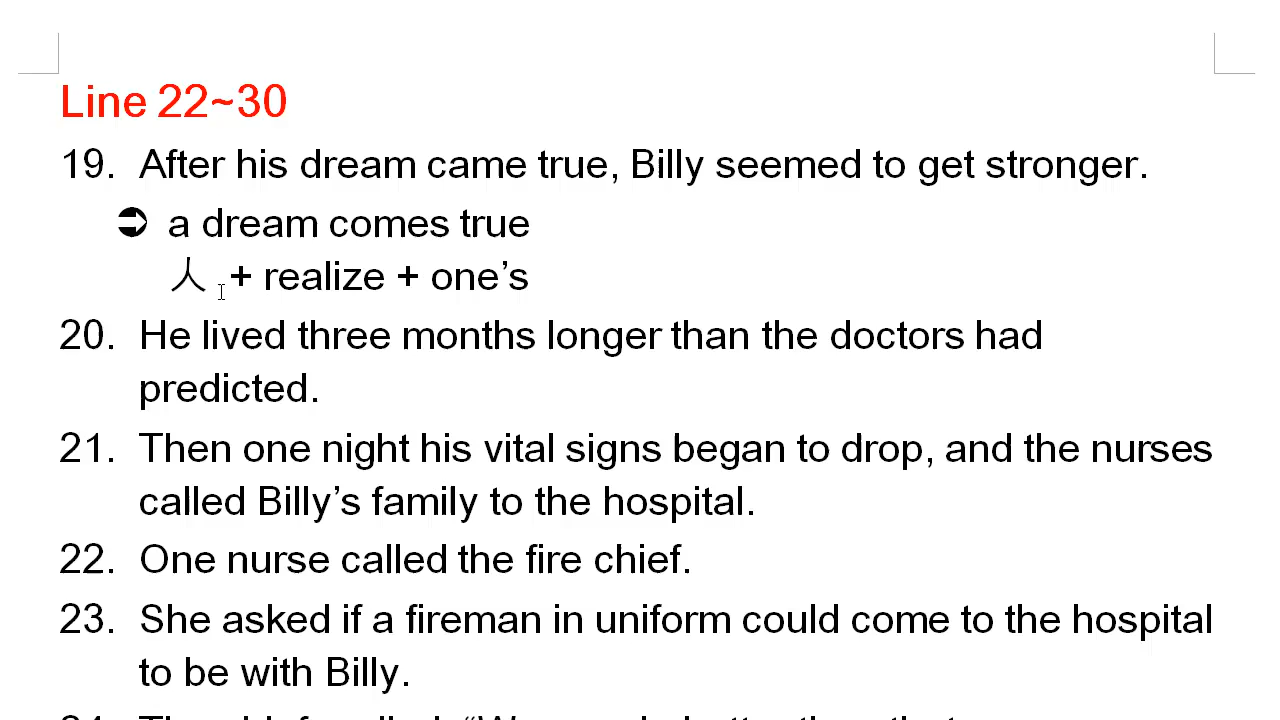 Line 22~30
19. After his dream came true, Billy seemed to get stronger.
➲ a dream comes true
人 + realize + one’s
20. He lived three months longer than the doctors had
predicted.
21. Then one night his vital signs began to drop, and the nurses
called Billy’s family to the hospital.
22. One nurse called the fire chief.
23. She asked if a fireman in uniform could come to the hospital
to be with Billy.